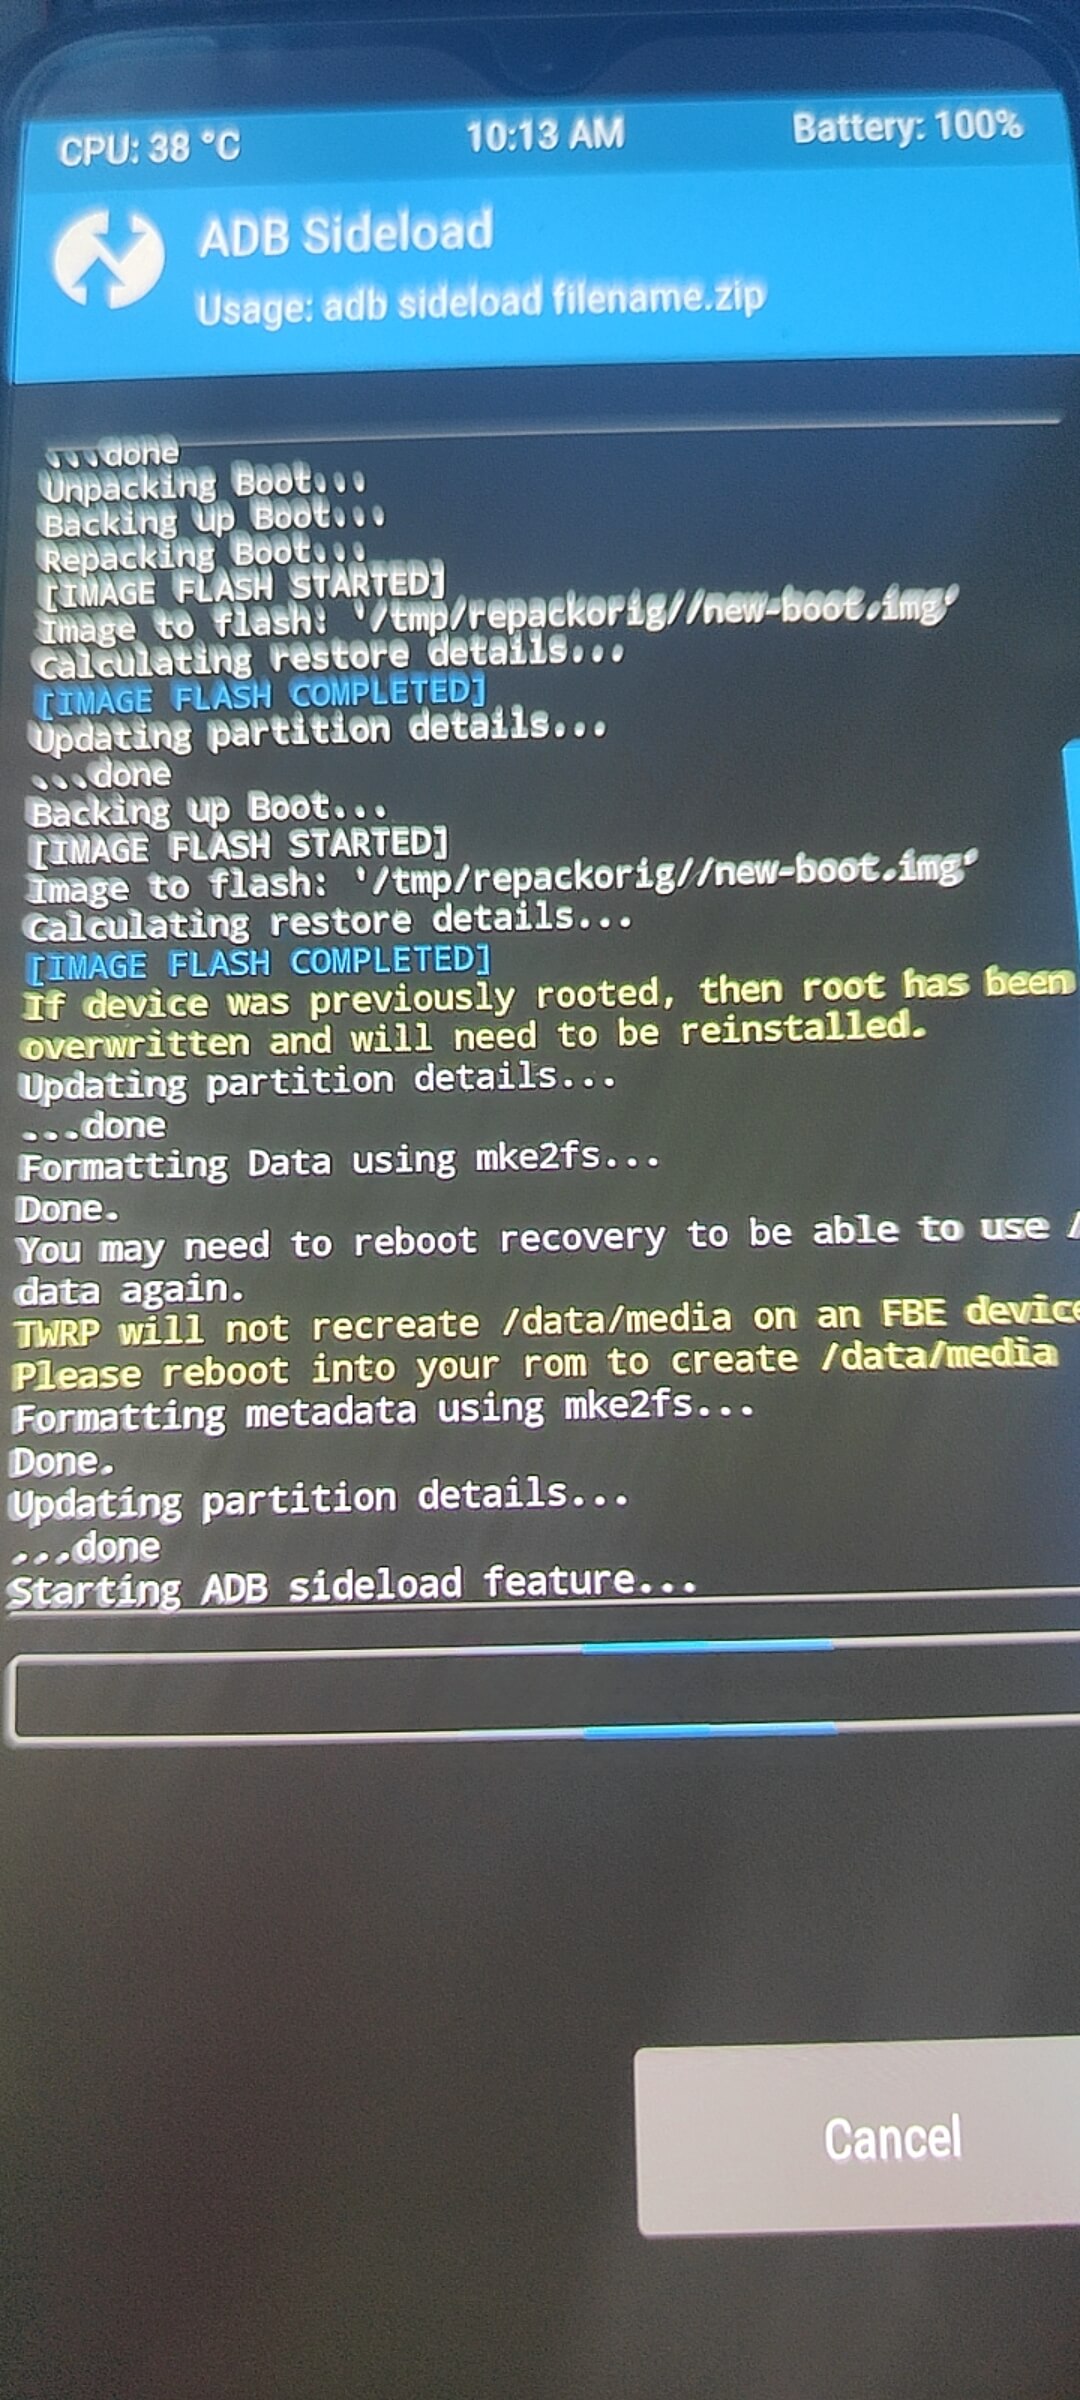 CPU: 38 °C
10:13 AM
Battery: 100%
ADB Sideload
Usage: adb sideload filename.zip
...done
Unpacking Boot...
Backing up Boot...
Repacking Boot...
[IMAGE FLASH STARTED]
Image to flash: '/tmp/repackorig//new-boot.img'
Calculating restore details...
[IMAGE FLASH COMPLETED]
Updating partition details...
...done
Backing up Boot...
[IMAGE FLASH STARTED]
Image to flash: '/tmp/repackorig//new-boot.img'
Calculating restore details...
[IMAGE FLASH COMPLETED]
If device was previously rooted, then root has been
overwritten and will need to be reinstalled.
Updating partition details...
...done
Formatting Data using mke2fs...
Done.
You may need to reboot recovery to be able to use /
data again.
TWRP will not recreate /data/media on an FBE device
Please reboot into your rom to create /data/media
Formatting metadata using mke2fs...
Done.
Updating partition details...
...done
Starting ADB sideload feature...
Cancel